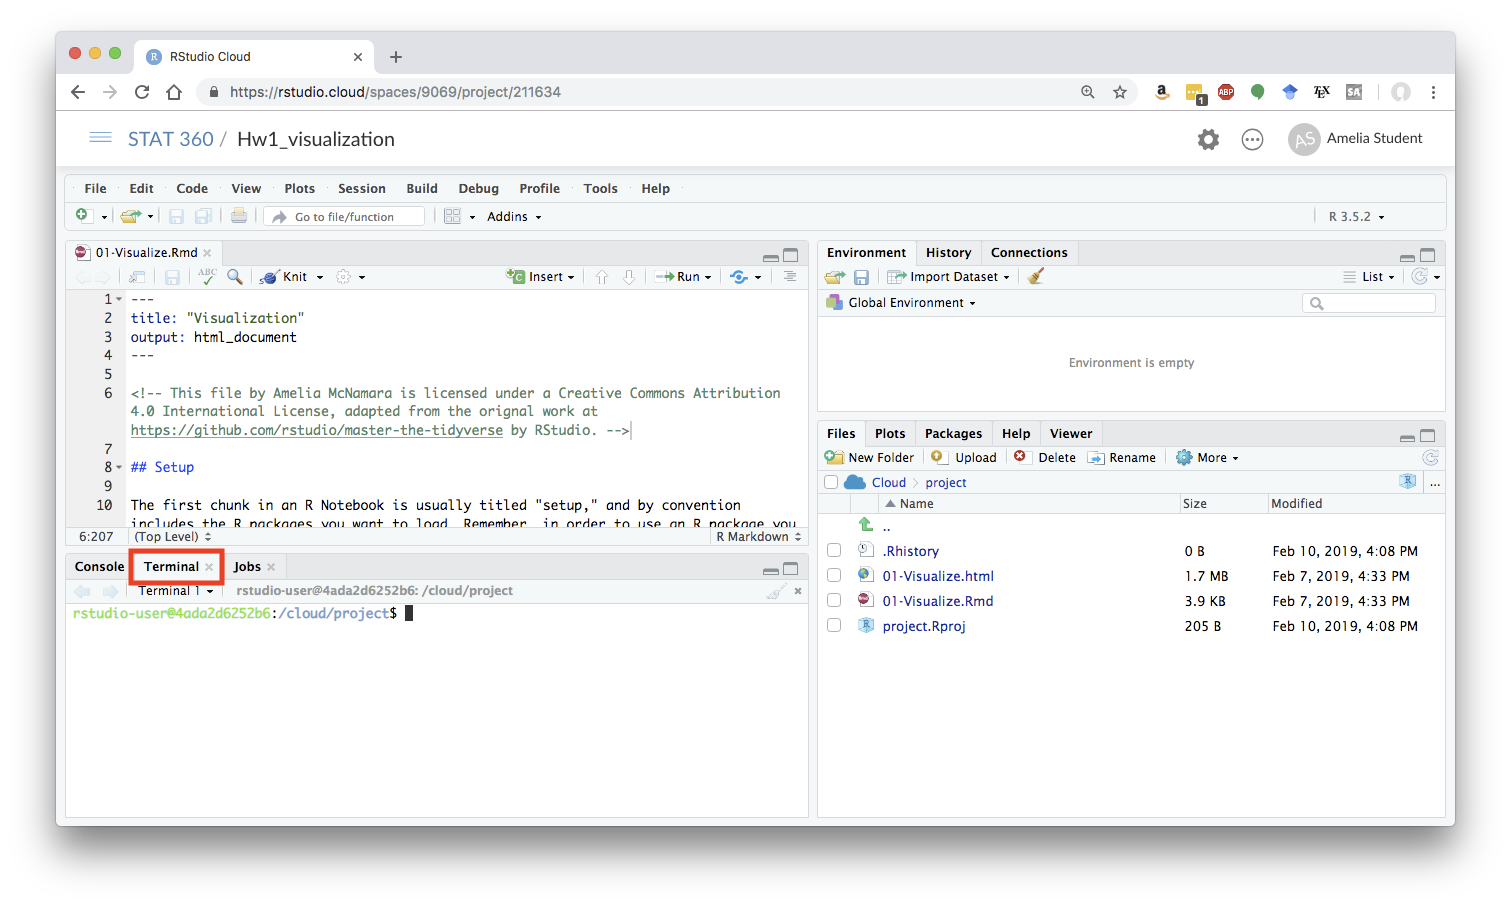 RStudio Cloud
https://rstudio.cloud/spaces/9069/project/211634
a 1 ABP TEX SA
STAT 360 / Hw1_visualization
AS Amelia Student
File Edit Code View Plots Session Build Debug Profile Tools Help
Go to file/function Addins R 3.5.2
01-Visualize.Rmd
ABC Knit Insert Run
1 ---
2 title: "Visualization"
3 output: html_document
4 ---
5
6 <!-- This file by Amelia McNamara is licensed under a Creative Commons Attribution
4.0 International License, adapted from the orignal work at
https://github.com/rstudio/master-the-tidyverse by RStudio. -->
7
8 ## Setup
9
10 The first chunk in an R Notebook is usually titled "setup," and by convention
includes the R packages you want to load. Remember, in order to use an R package you
6:207 (Top Level) R Markdown
Console Terminal Jobs
Terminal 1 rstudio-user@4ada2d6252b6: /cloud/project
rstudio-user@4ada2d6252b6:/cloud/project$
Environment History Connections
Import Dataset List
Global Environment
Environment is empty
Files Plots Packages Help Viewer
New Folder Upload Delete Rename More
Cloud > project R ...
Name Size Modified
..
.Rhistory 0 B Feb 10, 2019, 4:08 PM
01-Visualize.html 1.7 MB Feb 7, 2019, 4:33 PM
01-Visualize.Rmd 3.9 KB Feb 7, 2019, 4:33 PM
project.Rproj 205 B Feb 10, 2019, 4:08 PM